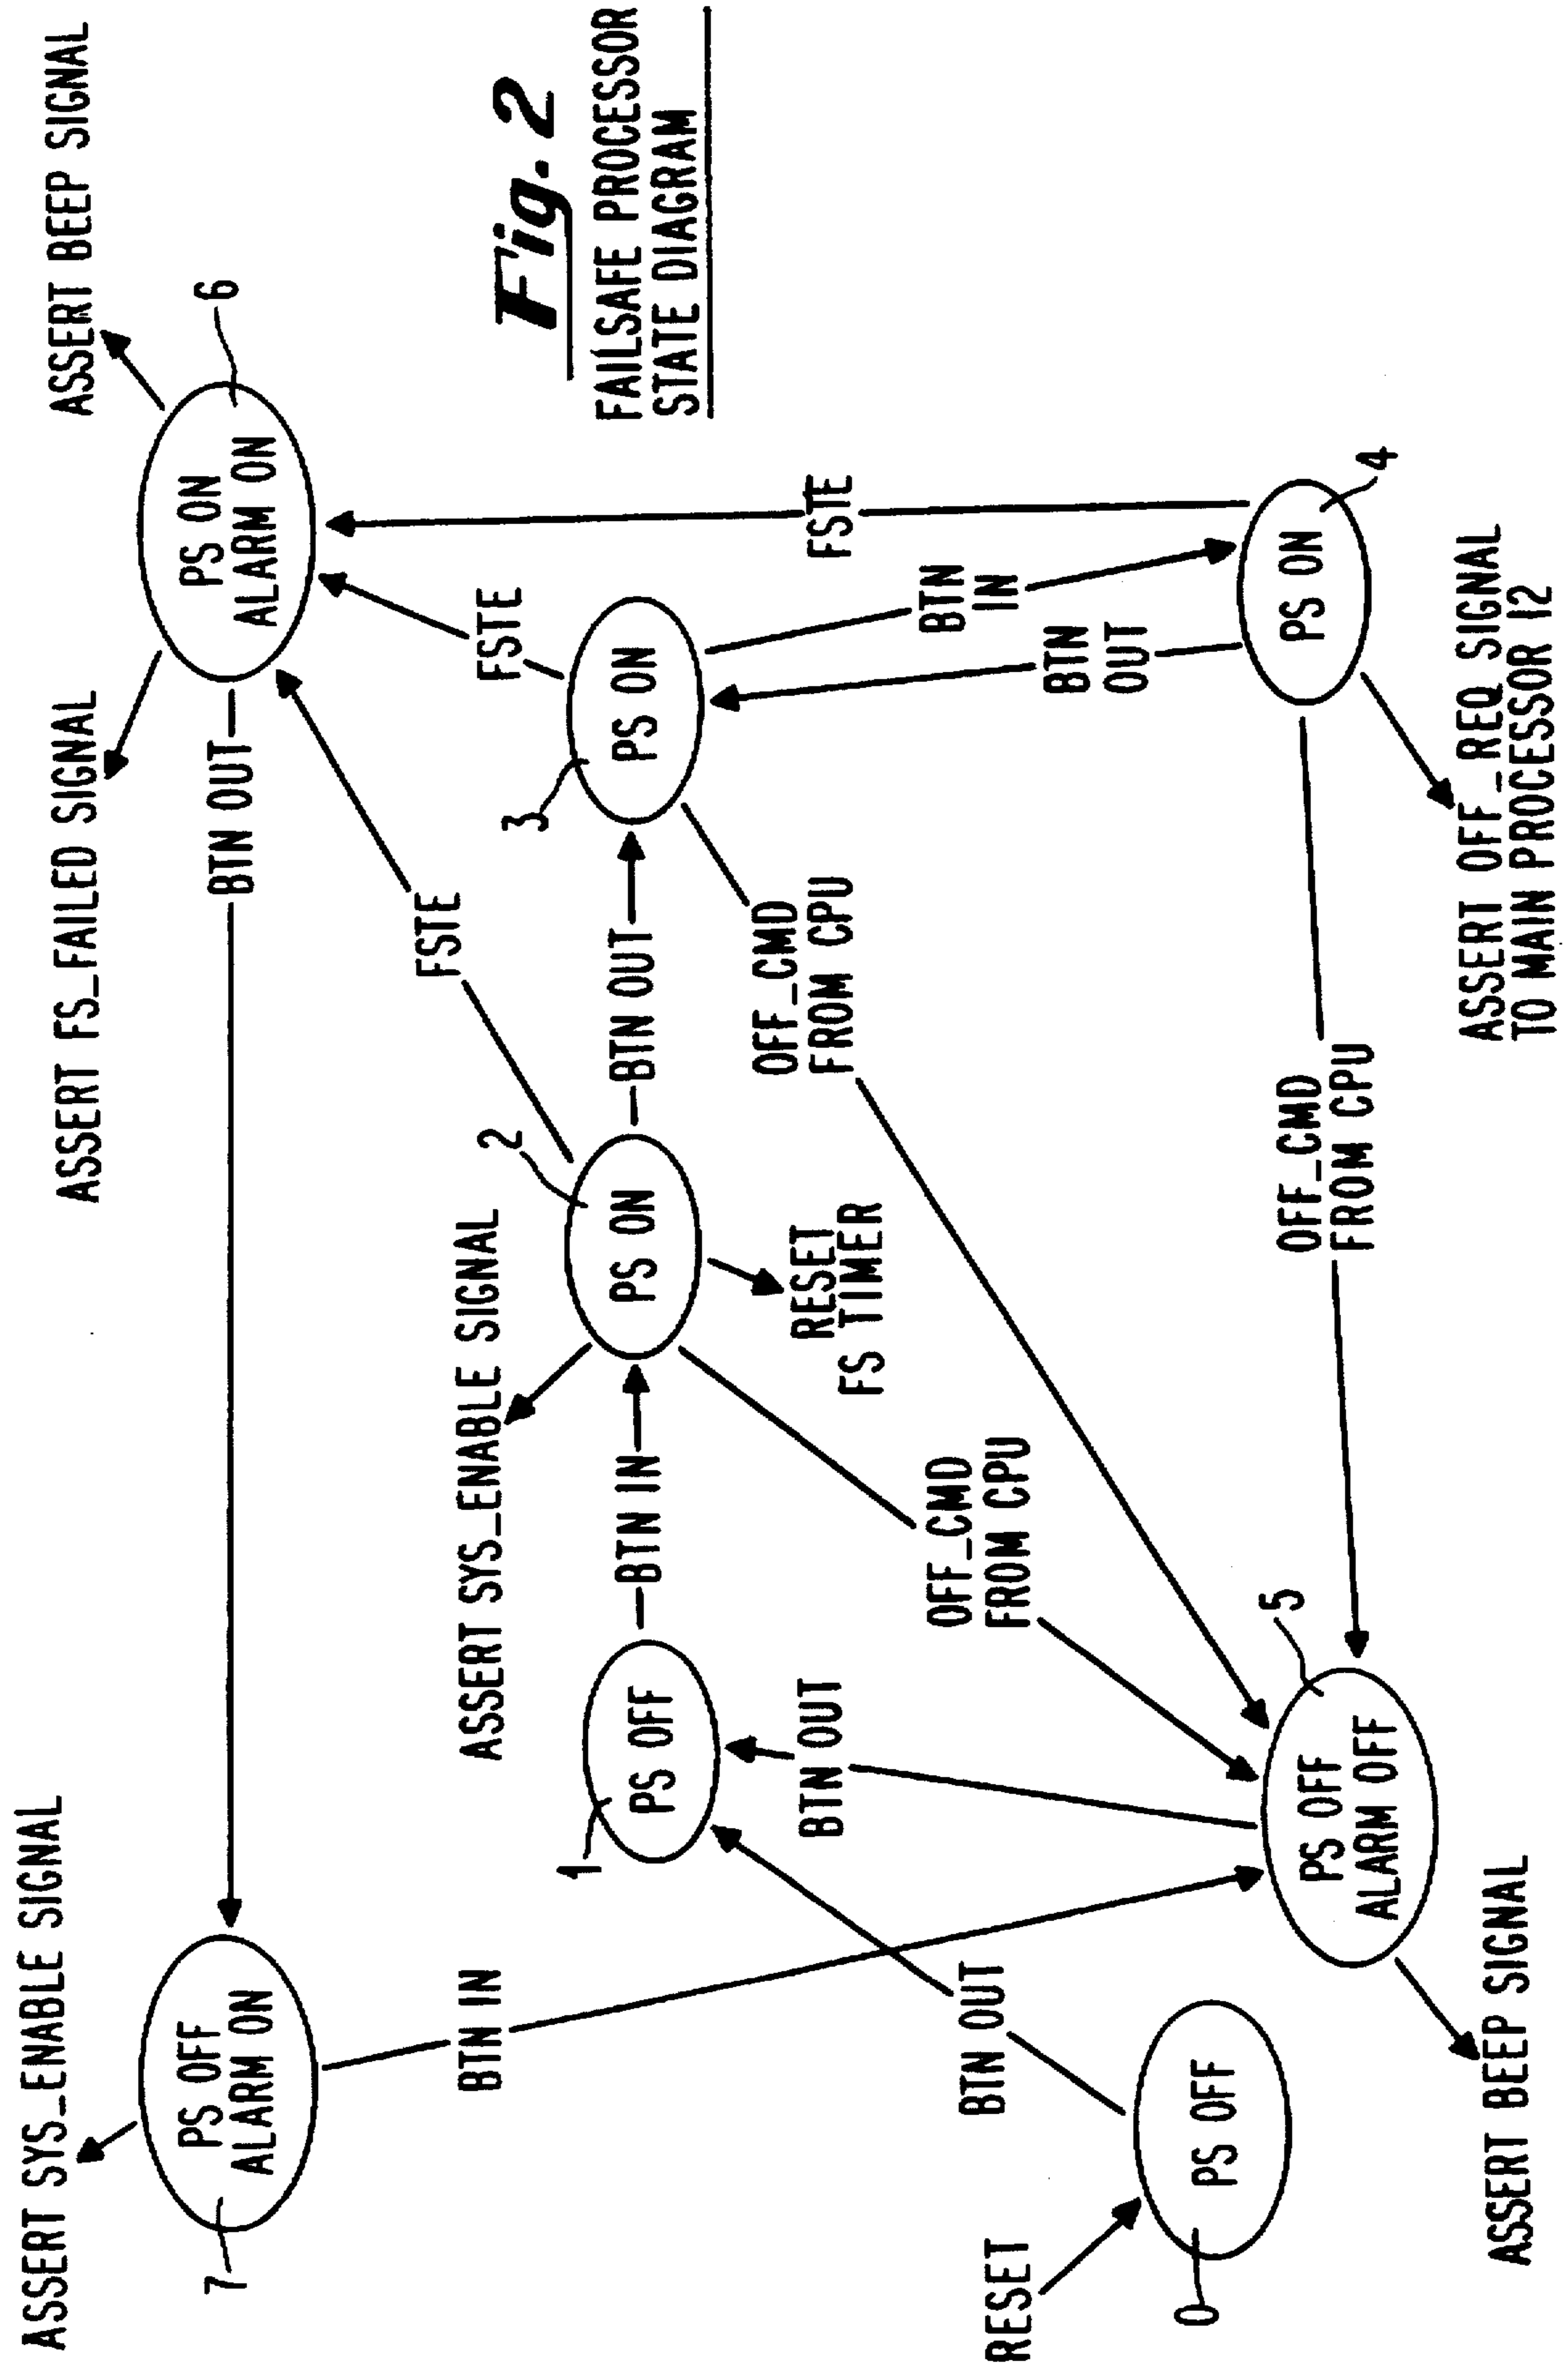 ASSERT SYS_ENABLE SIGNAL
ASSERT FS_FAILED SIGNAL
ASSERT BEEP SIGNAL
7
PS OFF
ALARM ON
BTN OUT
PS ON
ALARM ON
6
BTN IN
FSTE
FSTE
ASSERT SYS_ENABLE SIGNAL
2
3
1
PS OFF
BTN IN
PS ON
BTN OUT
PS ON
RESET
FS TIMER
OFF_CMD
FROM CPU
FSTE
BTN OUT
OFF_CMD
FROM CPU
BTN
IN
BTN
OUT
RESET
BTN OUT
0
PS OFF
5
PS OFF
ALARM OFF
OFF_CMD
FROM CPU
PS ON
4
ASSERT BEEP SIGNAL
ASSERT OFF_REQ SIGNAL
TO MAIN PROCESSOR 12
Fig. 2
FAILSAFE PROCESSOR
STATE DIAGRAM